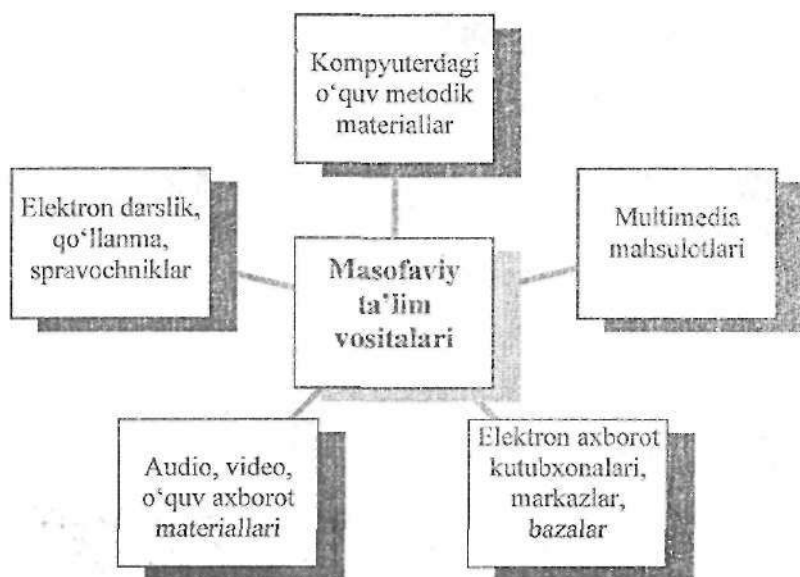 Kompyuterdagi
o‘quv metodik
materiallar
Elektron darslik,
qo‘llanma,
spravochniklar
Multimedia
mahsulotlari
Masofaviy
ta’lim
vositalari
Audio, video,
o‘quv axborot
materiallari
Elektron axborot
kutubxonalari,
markazlar,
bazalar